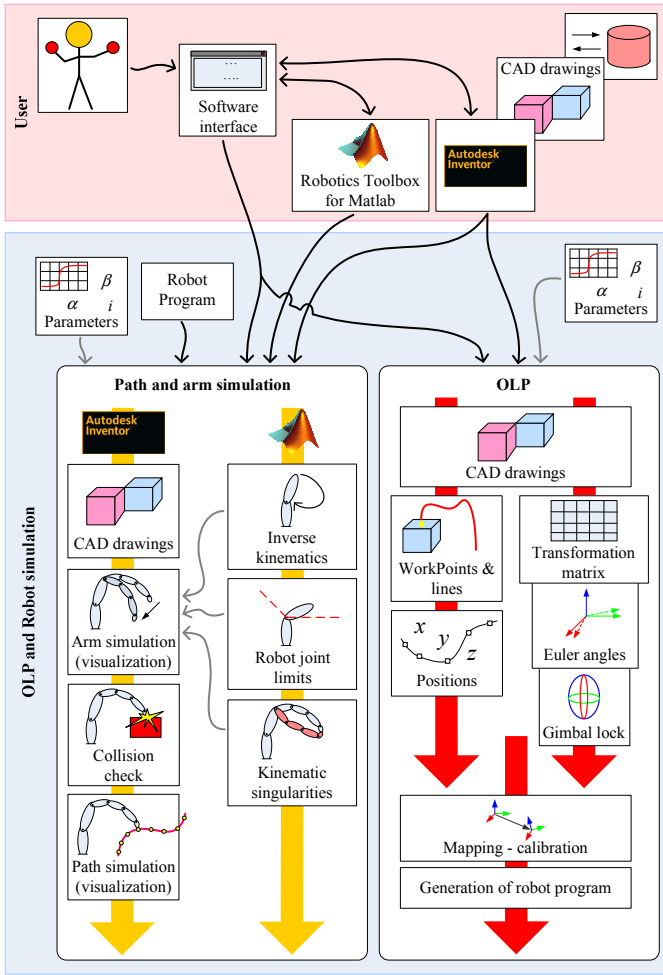 User
Software
interface
... 
....
CAD drawings
Robotics Toolbox
for Matlab
Autodesk
Inventor
OLP and Robot simulation
β
α i
Parameters
Robot
Program
β
α i
Parameters
Path and arm simulation
Autodesk
Inventor
CAD drawings
Arm simulation
(visualization)
Collision
check
Path simulation
(visualization)
Inverse
kinematics
Robot joint
limits
Kinematic
singularities
OLP
CAD drawings
WorkPoints &
lines
x y z
Positions
Transformation
matrix
Euler angles
Gimbal lock
Mapping - calibration
Generation of robot program